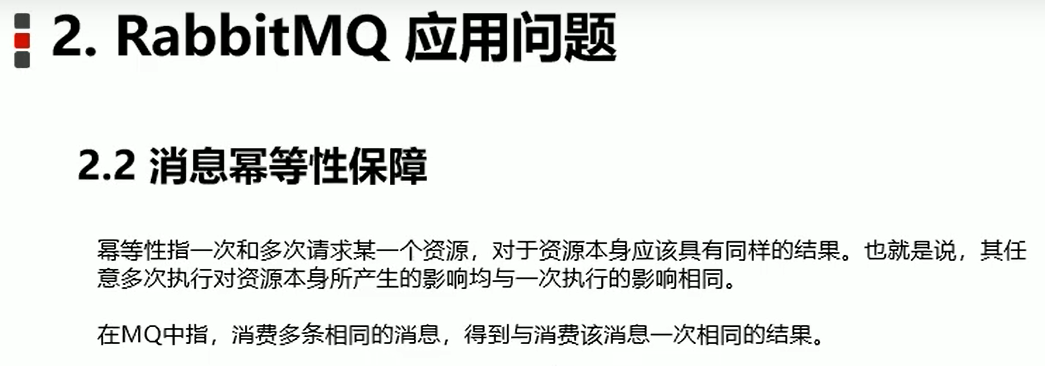 2. RabbitMQ 应用问题
2.2 消息幂等性保障
幂等性指一次和多次请求某一个资源，对于资源本身应该具有同样的结果。也就是说，其任
意多次执行对资源本身所产生的影响均与一次执行的影响相同。
在MQ中指，消费多条相同的消息，得到与消费该消息一次相同的结果。